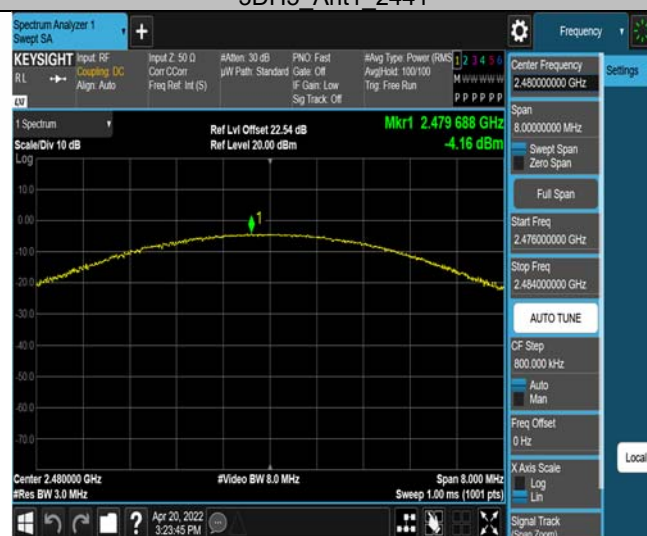 3DH5_Ant1_2441
Spectrum Analyzer 1
Swept SA
Frequency
KEYSIGHT
RL
Input: RF
Coupling: DC
Align: Auto
Input Z: 50 Ω
Corr CCorr
Freq Ref: Int (S)
#Atten: 30 dB
µW Path: Standard
PNO: Fast
Gate: Off
IF Gain: Low
Sig Track: Off
#Avg Type: Power (RMS
Avg|Hold: 100/100
Trig: Free Run
1 2 3 4 5 6
M W W W W W
P P P P P P
Center Frequency
2.480000000 GHz
Settings
Span
8.00000000 MHz
Swept Span
Zero Span
Full Span
Start Freq
2.476000000 GHz
Stop Freq
2.484000000 GHz
AUTO TUNE
CF Step
800.000 kHz
Auto
Man
Freq Offset
0 Hz
X Axis Scale
Log
Lin
Local
Signal Track
(Span Zoom)
1 Spectrum
Scale/Div 10 dB
Log
Ref Lvl Offset 22.54 dB
Ref Level 20.00 dBm
Mkr1 2.479 688 GHz
-4.16 dBm
1
10.0
0.00
-10.0
-20.0
-30.0
-40.0
-50.0
-60.0
-70.0
Center 2.480000 GHz
#Res BW 3.0 MHz
#Video BW 8.0 MHz
Span 8.000 MHz
Sweep 1.00 ms (1001 pts)
Apr 20, 2022
3:23:45 PM